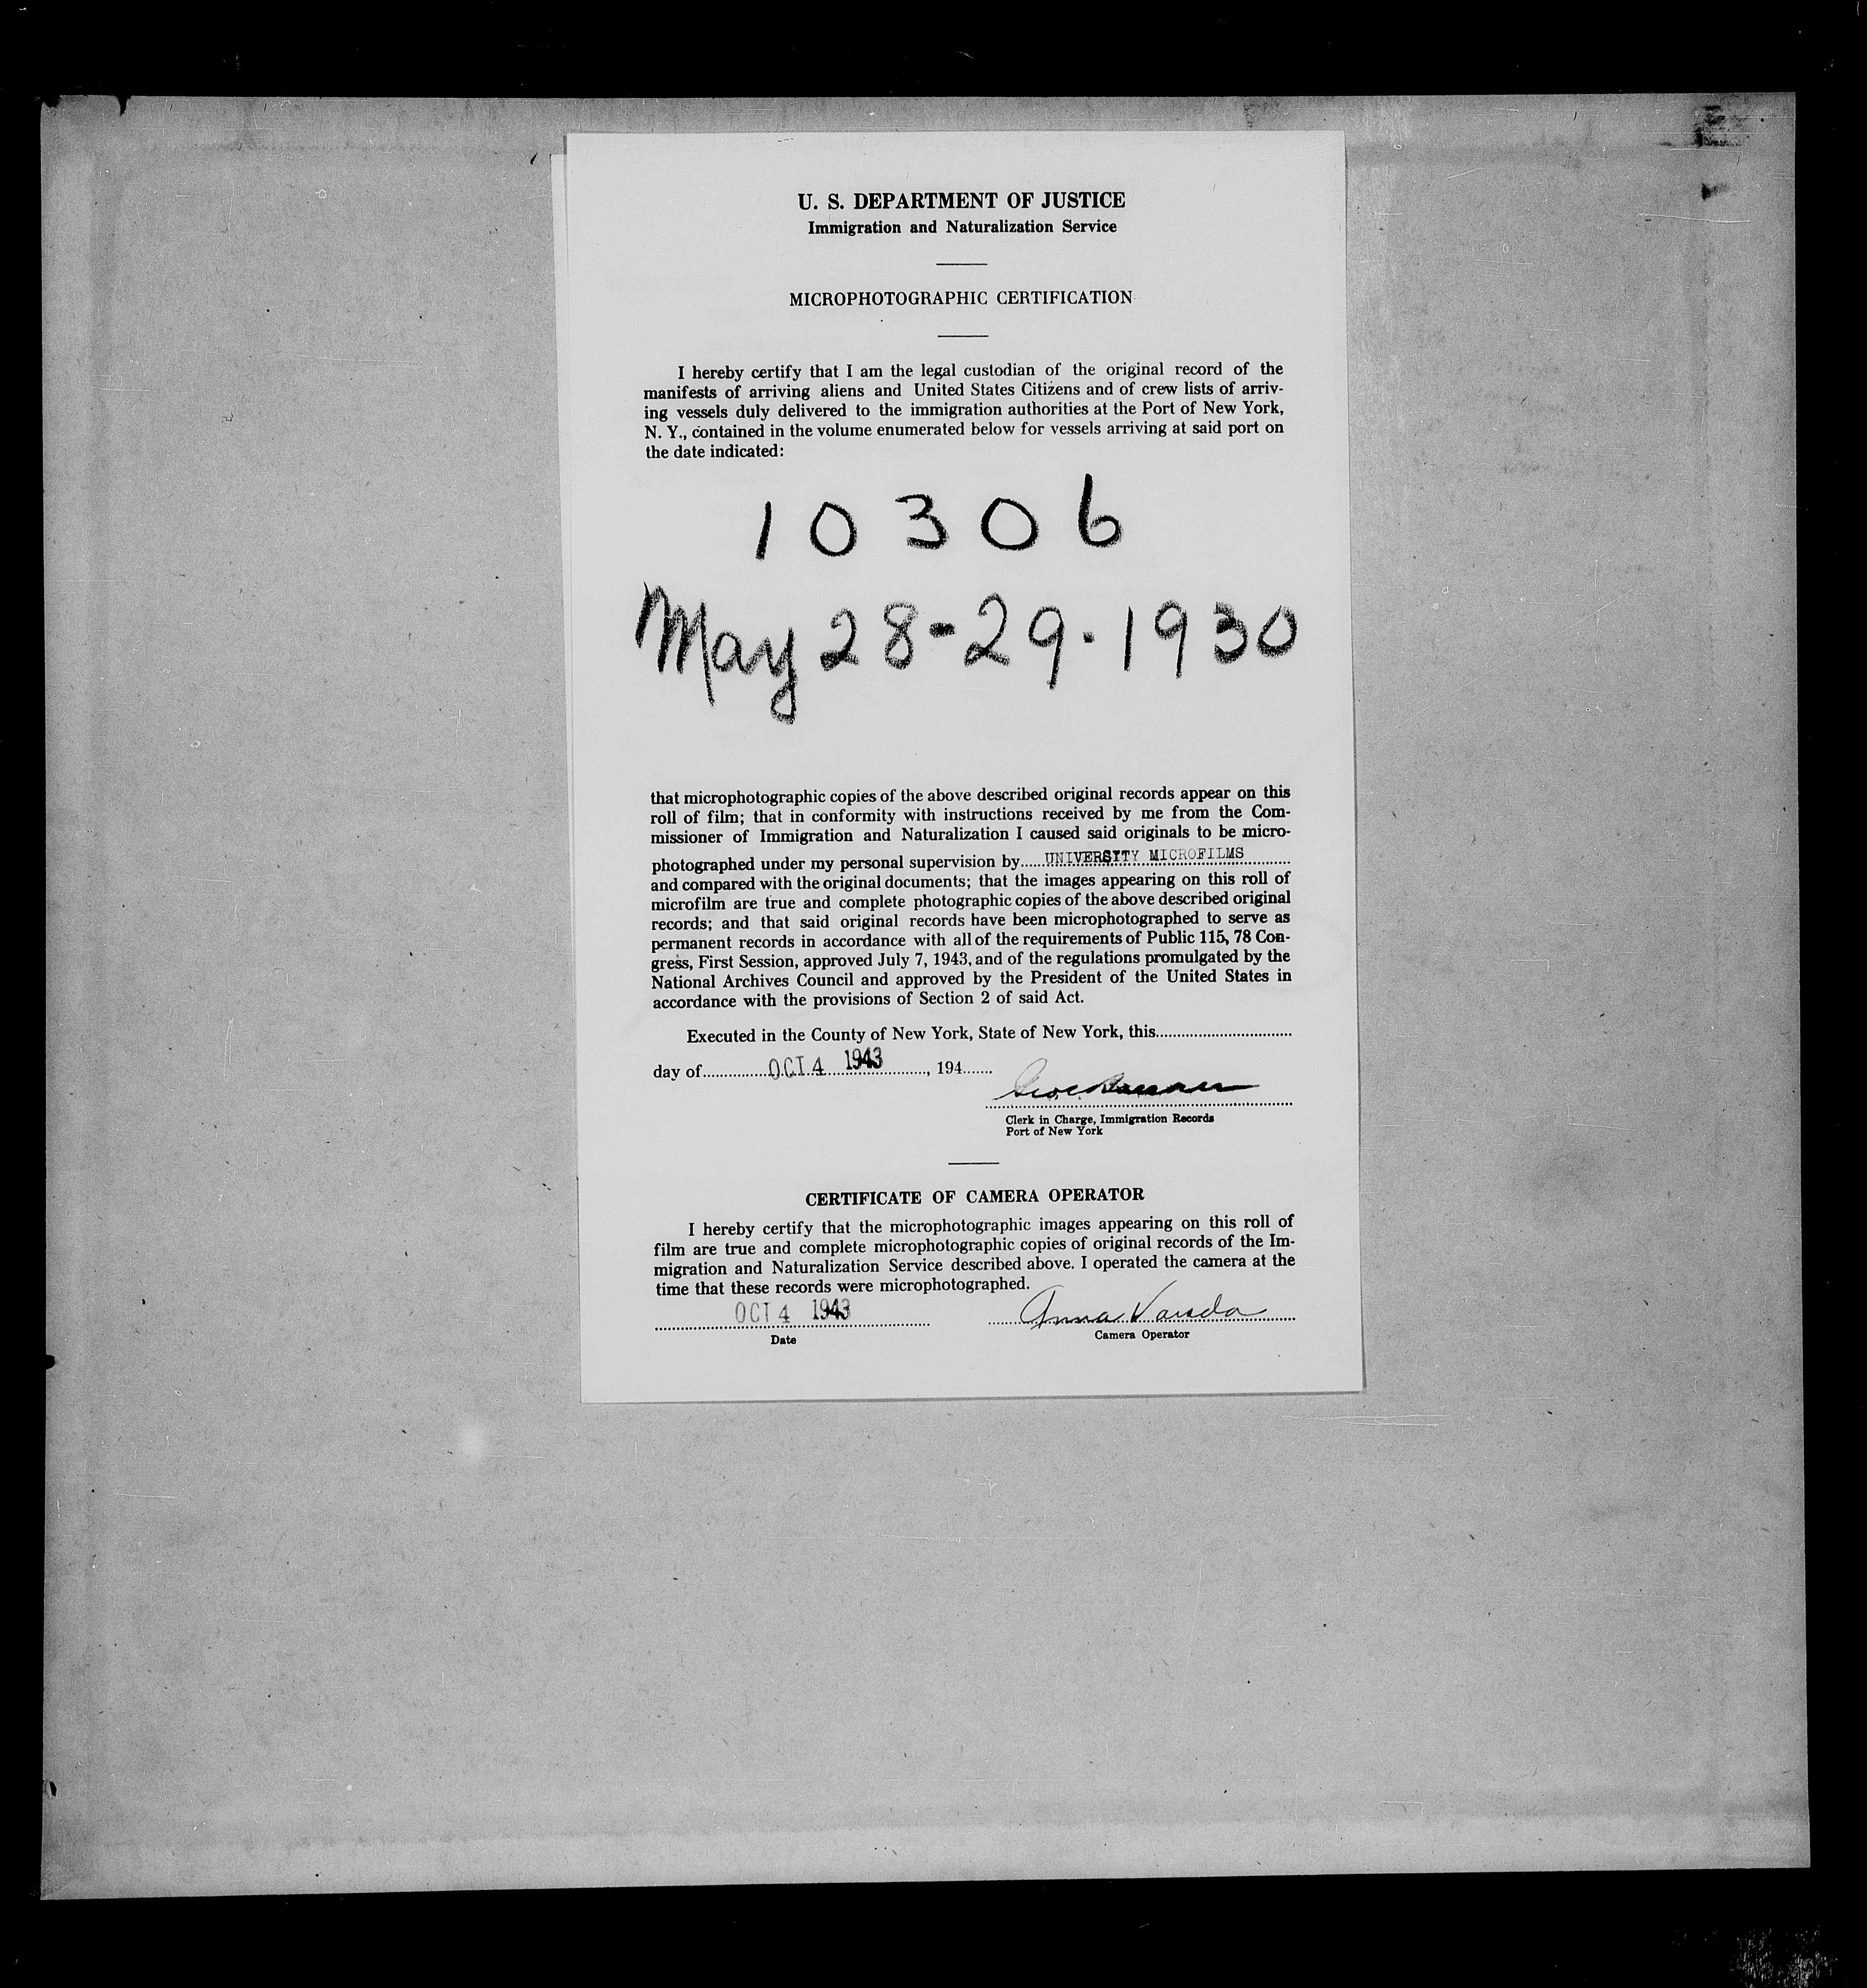 U. S. DEPARTMENT OF JUSTICE
Immigration and Naturalization Service
MICROPHOTOGRAPHIC CERTIFICATION
I hereby certify that I am the legal custodian of the original record of the
manifests of arriving aliens and United States Citizens and of crew lists of arriv-
ing vessels duly delivered to the immigration authorities at the Port of New York,
N. Y., contained in the volume enumerated below for vessels arriving at said port on
the date indicated:
10306
May 28-29-1930
that microphotographic copies of the above described original records appear on this
roll of film; that in conformity with instructions received by me from the Com-
missioner of Immigration and Naturalization I caused said originals to be micro-
photographed under my personal supervision by UNIVERSITY MICROFILMS
and compared with the original documents; that the images appearing on this roll of
microfilm are true and complete photographic copies of the above described original
records; and that said original records have been microphotographed to serve as
permanent records in accordance with all of the requirements of Public 115, 78 Con-
gress, First Session, approved July 7, 1943, and of the regulations promulgated by the
National Archives Council and approved by the President of the United States in
accordance with the provisions of Section 2 of said Act.
Executed in the County of New York, State of New York, this
day of OCT 4 1943, 194
Clerk in Charge, Immigration Records
Port of New York
CERTIFICATE OF CAMERA OPERATOR
I hereby certify that the microphotographic images appearing on this roll of
film are true and complete microphotographic copies of original records of the Im-
migration and Naturalization Service described above. I operated the camera at the
time that these records were microphotographed.
OCT 4 1943 Anna
Date Camera Operator